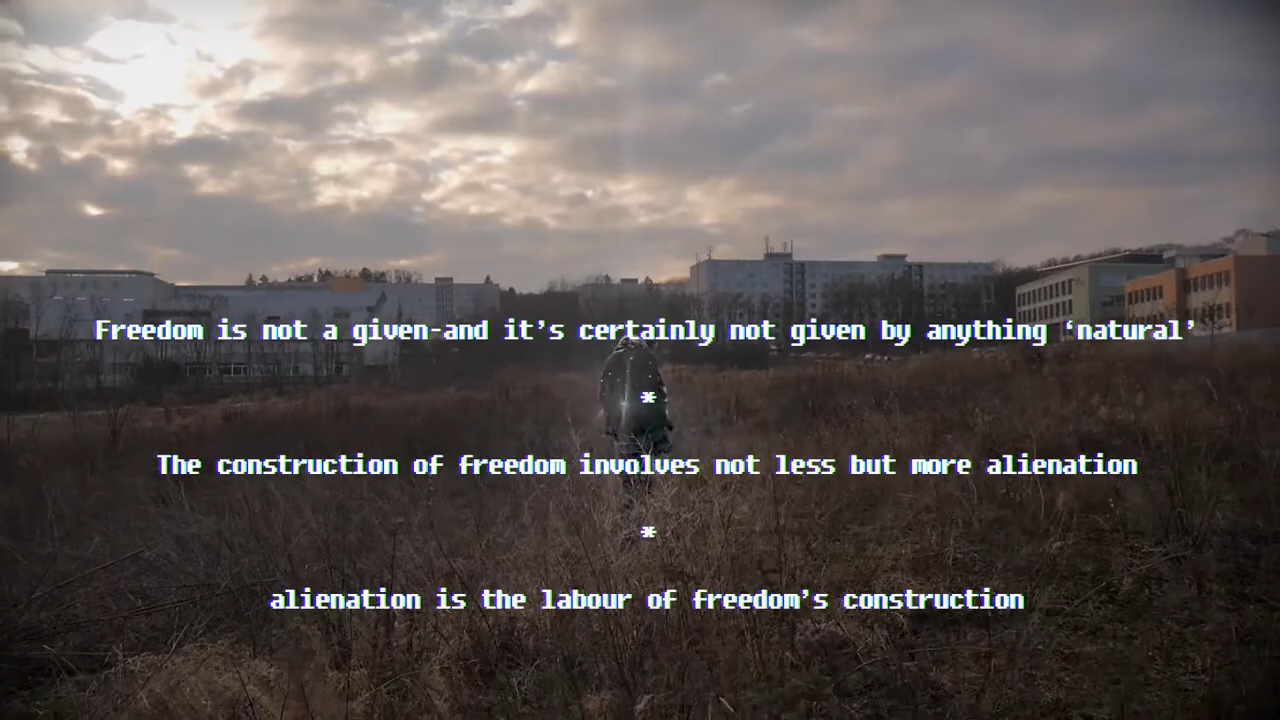 Freedom is not a given-and it’s certainly not given by anything ‘natural’
*
The construction of freedom involves not less but more alienation
*
alienation is the labour of freedom’s construction